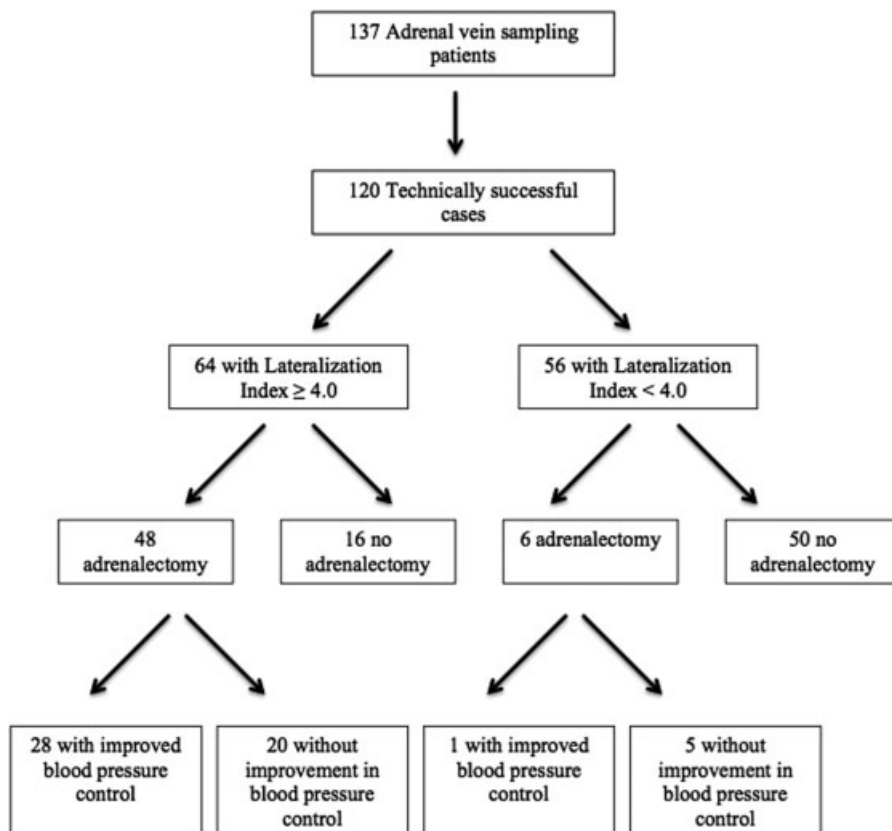 137 Adrenal vein sampling
patients
120 Technically successful
cases
64 with Lateralization
Index ≥ 4.0
56 with Lateralization
Index < 4.0
48
adrenalectomy
16 no
adrenalectomy
6 adrenalectomy
50 no
adrenalectomy
28 with improved
blood pressure
control
20 without
improvement in
blood pressure
control
1 with improved
blood pressure
control
5 without
improvement in
blood pressure
control